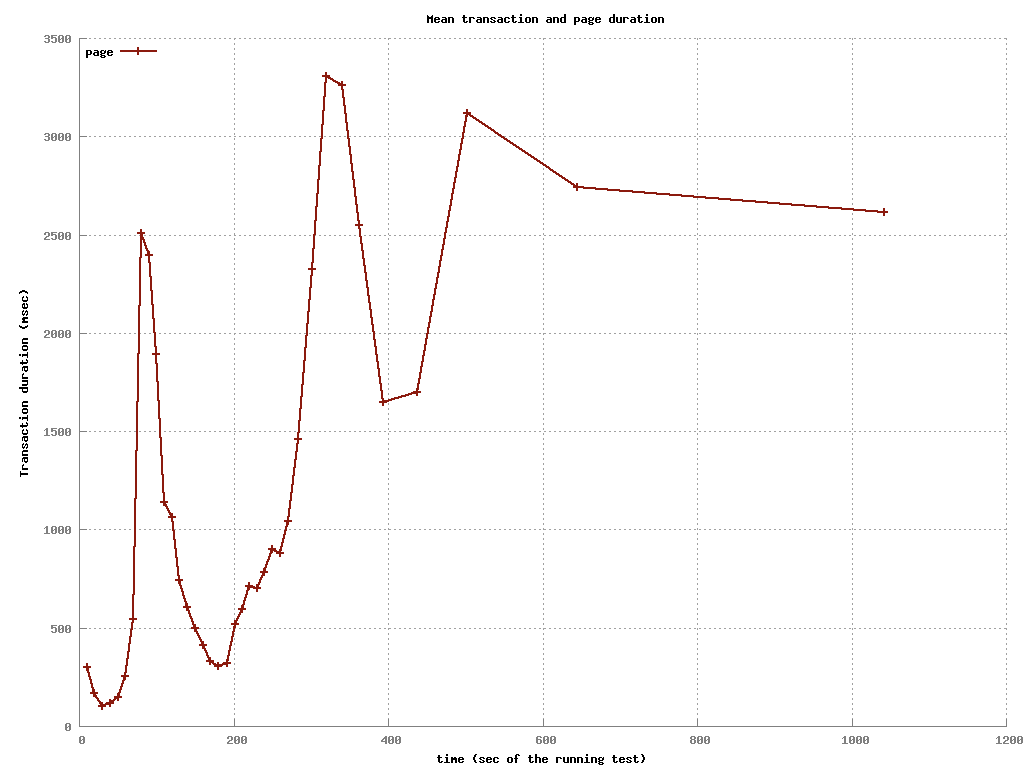 Mean transaction and page duration
3500
page
3000
2500
2000
1500
1000
500
0
Transaction duration (msec)
0 200 400 600 800 1000 1200
time (sec of the running test)